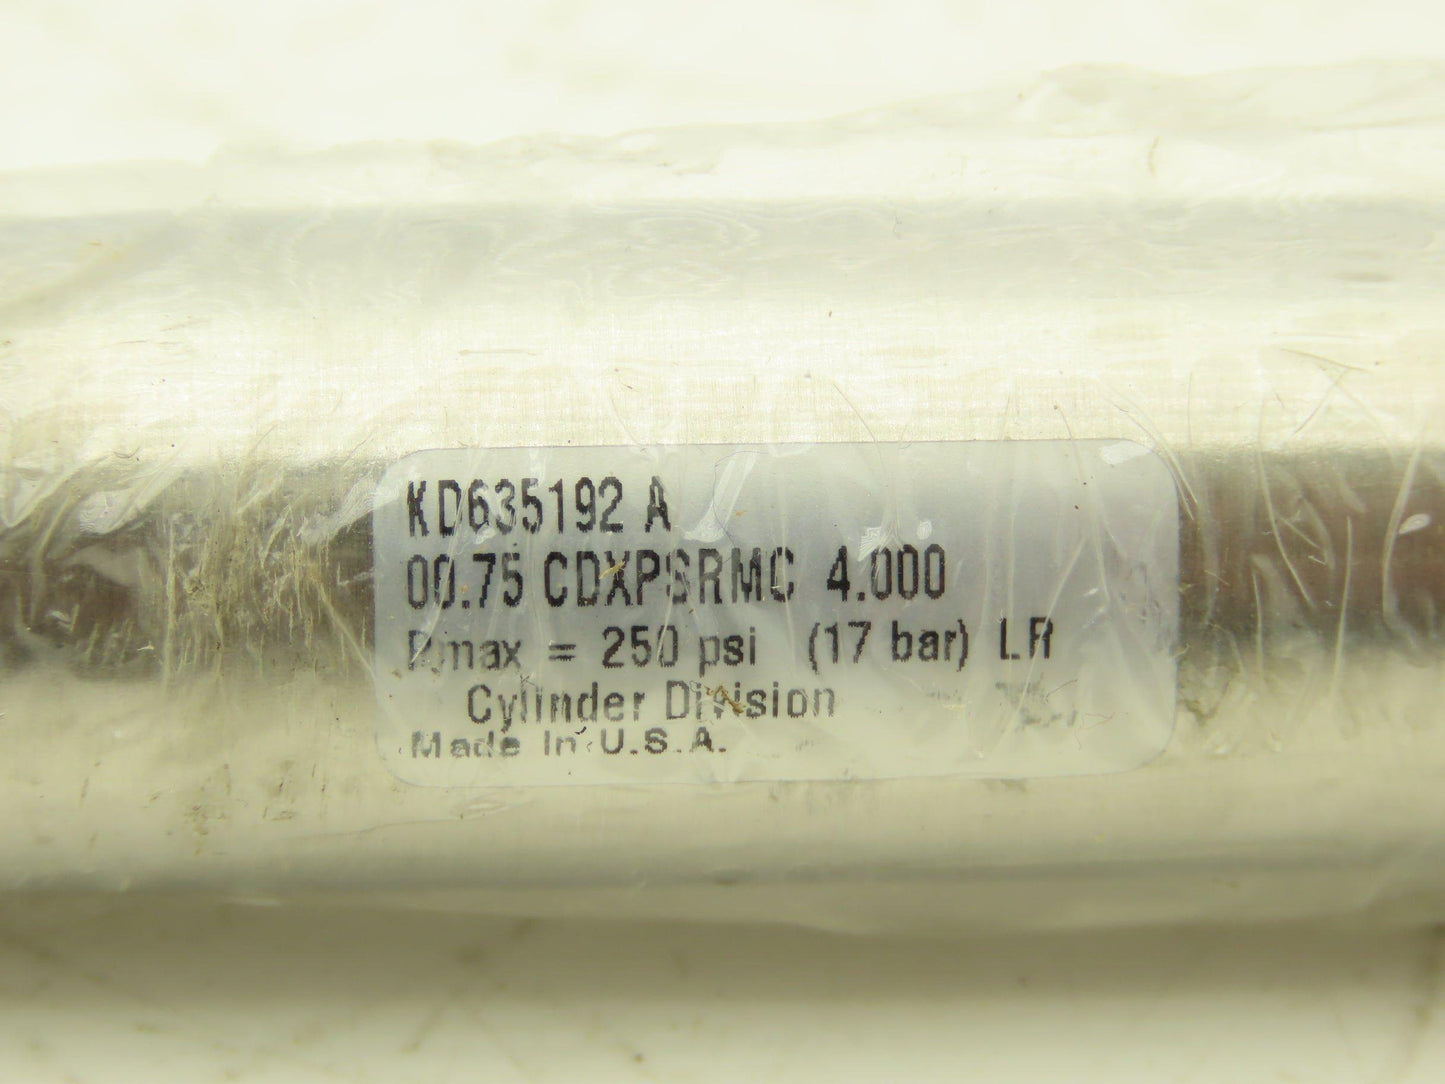 KD635192 A
00.75 CDXPSRMC 4.000
Pmax = 250 psi (17 bar) LR
Cylinder Division
Made In U.S.A.